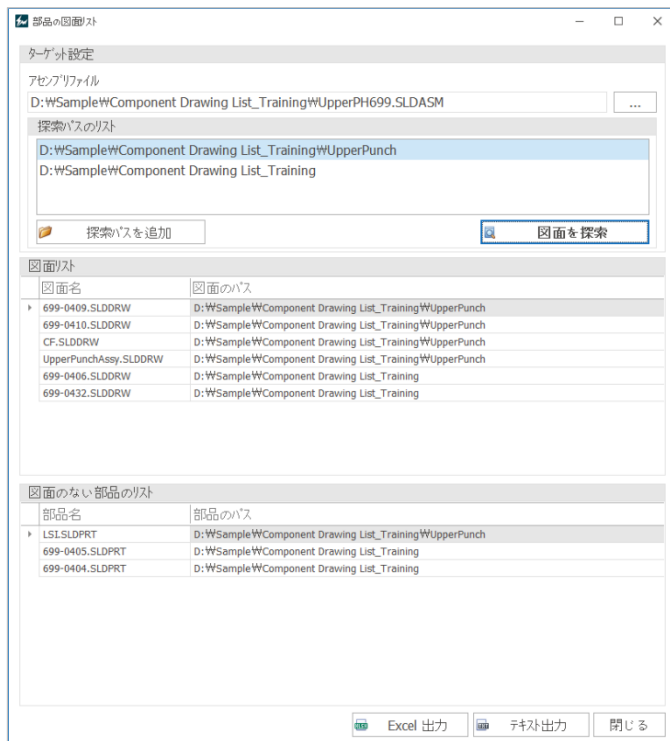 部品の図面リスト
ターゲット設定
アセンブリファイル
D:₩Sample₩Component Drawing List_Training₩UpperPH699.SLDASM ...
探索パスのリスト
D:₩Sample₩Component Drawing List_Training₩UpperPunch
D:₩Sample₩Component Drawing List_Training
探索パスを追加 図面を探索
図面リスト
図面名 図面のパス
699-0409.SLDDRW D:₩Sample₩Component Drawing List_Training₩UpperPunch
699-0410.SLDDRW D:₩Sample₩Component Drawing List_Training₩UpperPunch
CF.SLDDRW D:₩Sample₩Component Drawing List_Training₩UpperPunch
UpperPunchAssy.SLDDRW D:₩Sample₩Component Drawing List_Training₩UpperPunch
699-0406.SLDDRW D:₩Sample₩Component Drawing List_Training
699-0432.SLDDRW D:₩Sample₩Component Drawing List_Training
図面のない部品のリスト
部品名 部品のパス
LSI.SLDPRT D:₩Sample₩Component Drawing List_Training₩UpperPunch
699-0405.SLDPRT D:₩Sample₩Component Drawing List_Training
699-0404.SLDPRT D:₩Sample₩Component Drawing List_Training
Excel 出力 テキスト出力 閉じる